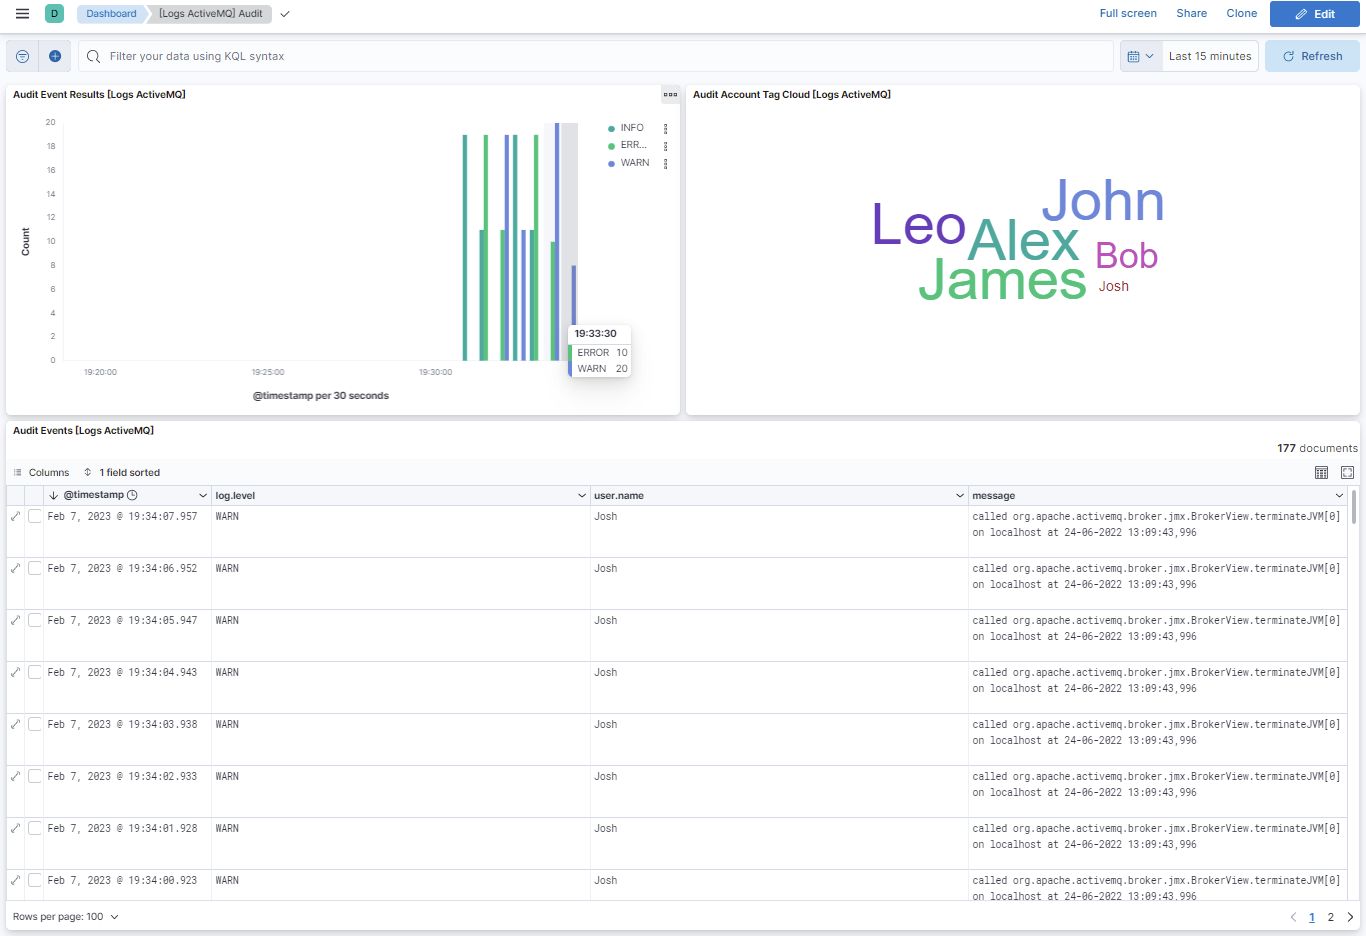 D Dashboard [Logs ActiveMQ] Audit Full screen Share Clone Edit
Filter your data using KQL syntax Last 15 minutes Refresh
Audit Event Results [Logs ActiveMQ]
20
18
16
14
12
10
8
6
4
2
0
Count
19:20:00 19:25:00 19:30:00
@timestamp per 30 seconds
INFO
ERR...
WARN
19:33:30
ERROR 10
WARN 20
Audit Account Tag Cloud [Logs ActiveMQ]
John
Leo
Alex
Bob
James
Josh
Audit Events [Logs ActiveMQ]
177 documents
Columns 1 field sorted
@timestamp log.level user.name message
Feb 7, 2023 @ 19:34:07.957 WARN Josh called org.apache.activemq.broker.jmx.BrokerView.terminateJVM[0]
on localhost at 24-06-2022 13:09:43,996
Feb 7, 2023 @ 19:34:06.952 WARN Josh called org.apache.activemq.broker.jmx.BrokerView.terminateJVM[0]
on localhost at 24-06-2022 13:09:43,996
Feb 7, 2023 @ 19:34:05.947 WARN Josh called org.apache.activemq.broker.jmx.BrokerView.terminateJVM[0]
on localhost at 24-06-2022 13:09:43,996
Feb 7, 2023 @ 19:34:04.943 WARN Josh called org.apache.activemq.broker.jmx.BrokerView.terminateJVM[0]
on localhost at 24-06-2022 13:09:43,996
Feb 7, 2023 @ 19:34:03.938 WARN Josh called org.apache.activemq.broker.jmx.BrokerView.terminateJVM[0]
on localhost at 24-06-2022 13:09:43,996
Feb 7, 2023 @ 19:34:02.933 WARN Josh called org.apache.activemq.broker.jmx.BrokerView.terminateJVM[0]
on localhost at 24-06-2022 13:09:43,996
Feb 7, 2023 @ 19:34:01.928 WARN Josh called org.apache.activemq.broker.jmx.BrokerView.terminateJVM[0]
on localhost at 24-06-2022 13:09:43,996
Feb 7, 2023 @ 19:34:00.923 WARN Josh called org.apache.activemq.broker.jmx.BrokerView.terminateJVM[0]
on localhost at 24-06-2022 13:09:43,996
Rows per page: 100 1 2